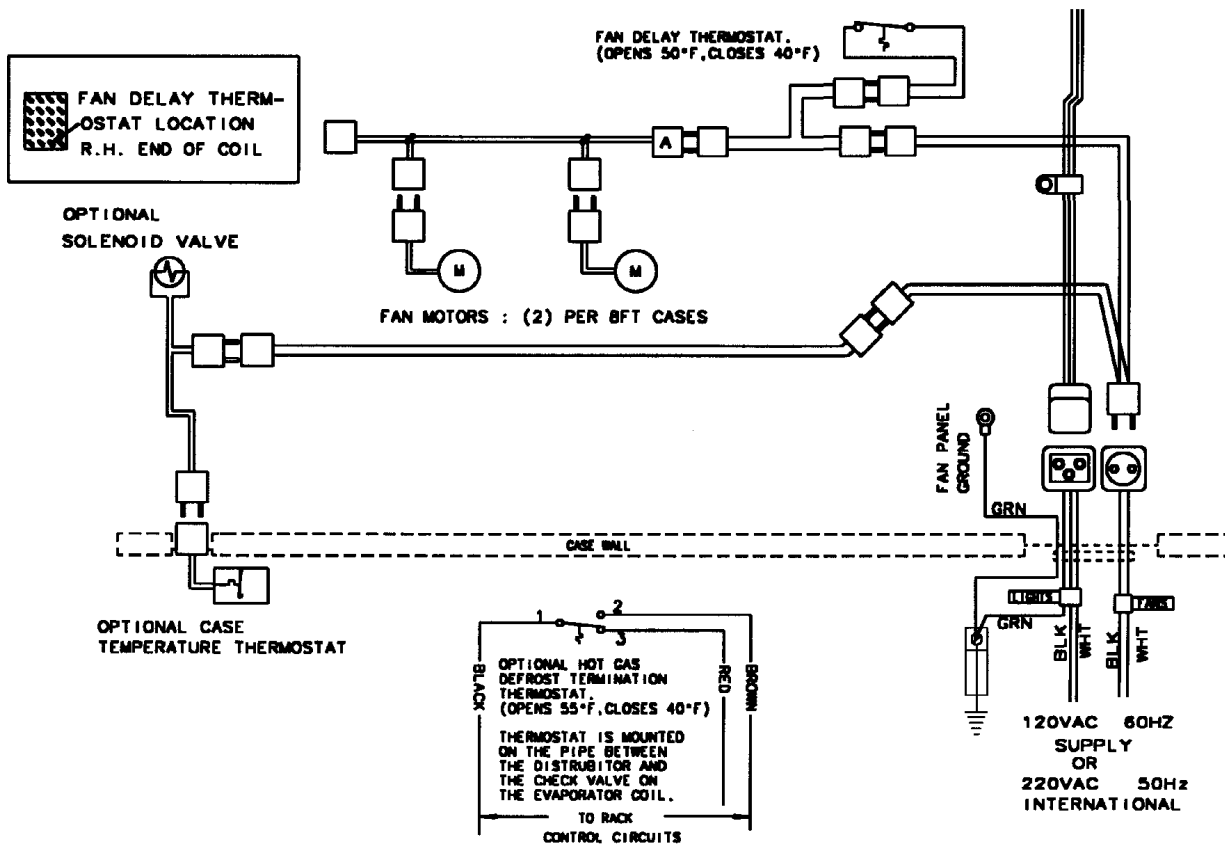 FAN DELAY THERMOSTAT.
(OPENS 50°F,CLOSES 40°F)
FAN DELAY THERM-
OSTAT LOCATION
R.H. END OF COIL
A
OPTIONAL
SOLENOID VALVE
M
M
FAN MOTORS : (2) PER 8FT CASES
FAN PANEL
GROUND
GRN
CASE WALL
LIGHTS
FANS
GRN
BLK
WHT
BLK
WHT
OPTIONAL CASE
TEMPERATURE THERMOSTAT
1
2
3
BLACK
RED
BROWN
OPTIONAL HOT GAS
DEFROST TERMINATION
THERMOSTAT.
(OPENS 55°F,CLOSES 40°F)
THERMOSTAT IS MOUNTED
ON THE PIPE BETWEEN
THE DISTRUBITOR AND
THE CHECK VALVE ON
THE EVAPORATOR COIL.
TO RACK
CONTROL CIRCUITS
120VAC 60HZ
SUPPLY
OR
220VAC 50Hz
INTERNATIONAL